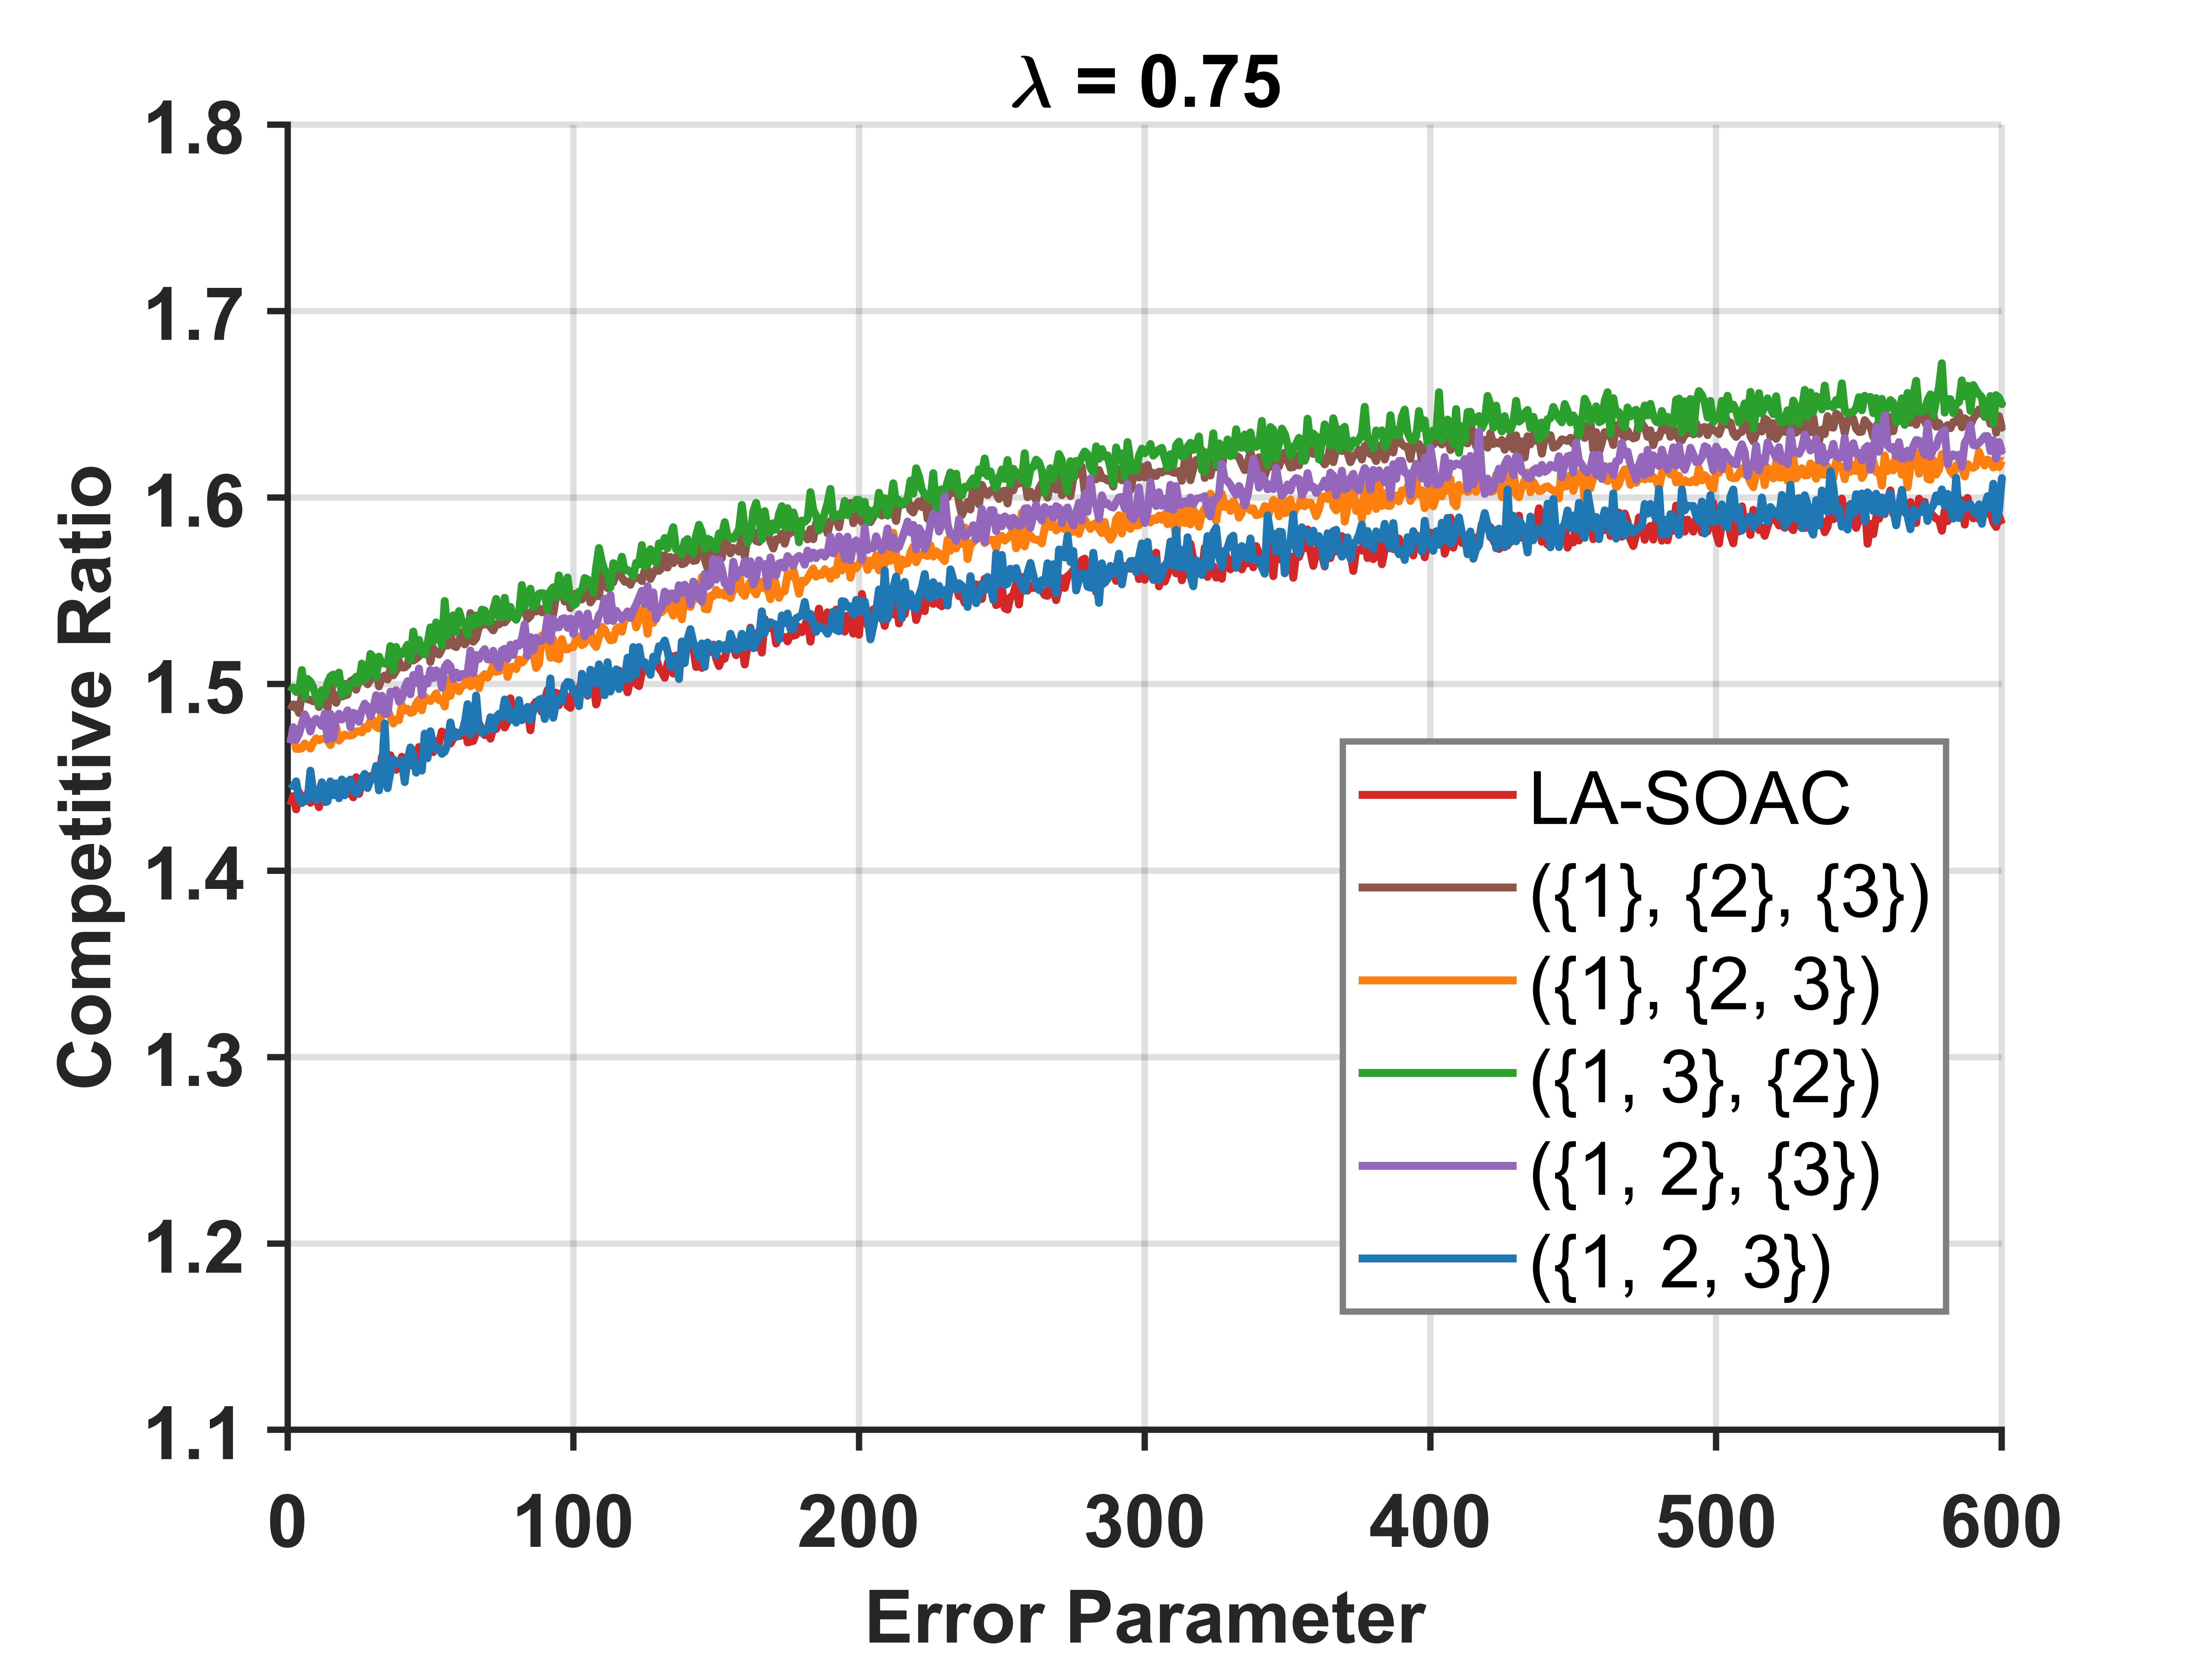 λ = 0.75
1.8
1.7
1.6
1.5
1.4
1.3
1.2
1.1
Competitive Ratio
LA-SOAC
({1}, {2}, {3})
({1}, {2, 3})
({1, 3}, {2})
({1, 2}, {3})
({1, 2, 3})
0 100 200 300 400 500 600
Error Parameter